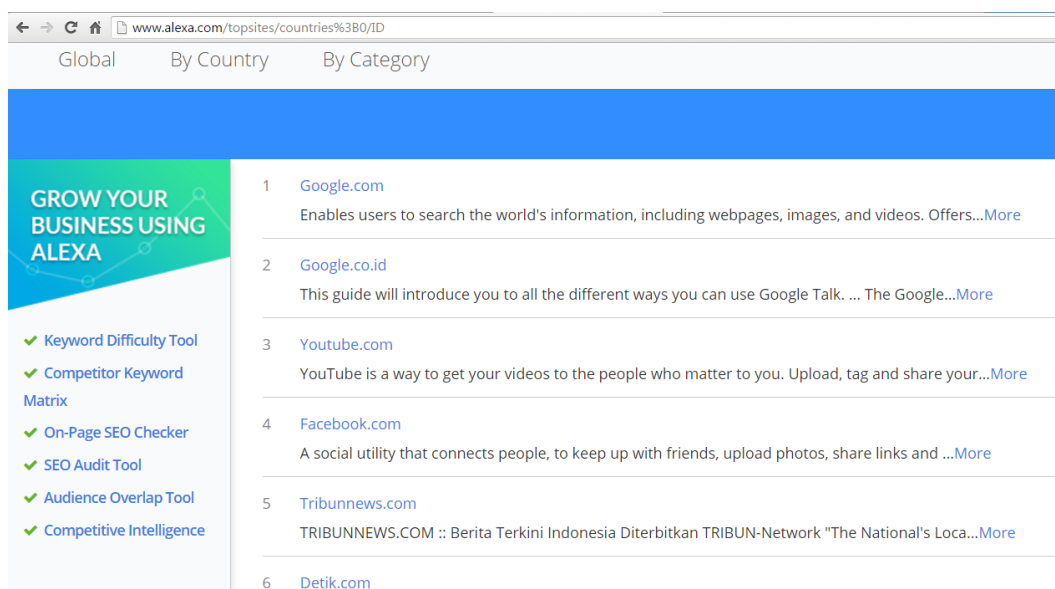 www.alexa.com/topsites/countries%3B0/ID
Global By Country By Category
GROW YOUR
BUSINESS USING
ALEXA
Keyword Difficulty Tool
Competitor Keyword
Matrix
On-Page SEO Checker
SEO Audit Tool
Audience Overlap Tool
Competitive Intelligence
1 Google.com
Enables users to search the world's information, including webpages, images, and videos. Offers...More
2 Google.co.id
This guide will introduce you to all the different ways you can use Google Talk. ... The Google...More
3 Youtube.com
YouTube is a way to get your videos to the people who matter to you. Upload, tag and share your...More
4 Facebook.com
A social utility that connects people, to keep up with friends, upload photos, share links and ...More
5 Tribunnews.com
TRIBUNNEWS.COM :: Berita Terkini Indonesia Diterbitkan TRIBUN-Network "The National's Loca...More
6 Detik.com